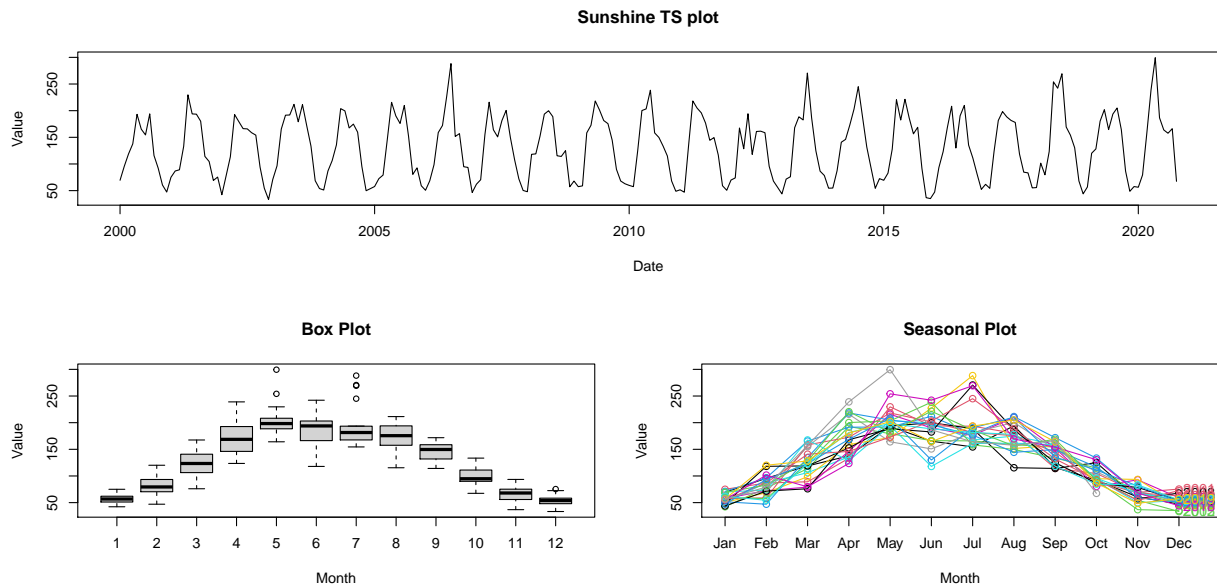 Sunshine TS plot
Value
50 150 250
2000 2005 2010 2015 2020
Date
Box Plot
Value
50 150 250
1 2 3 4 5 6 7 8 9 10 11 12
Month
Seasonal Plot
Value
50 150 250
Jan Feb Mar Apr May Jun Jul Aug Sep Oct Nov Dec
Month